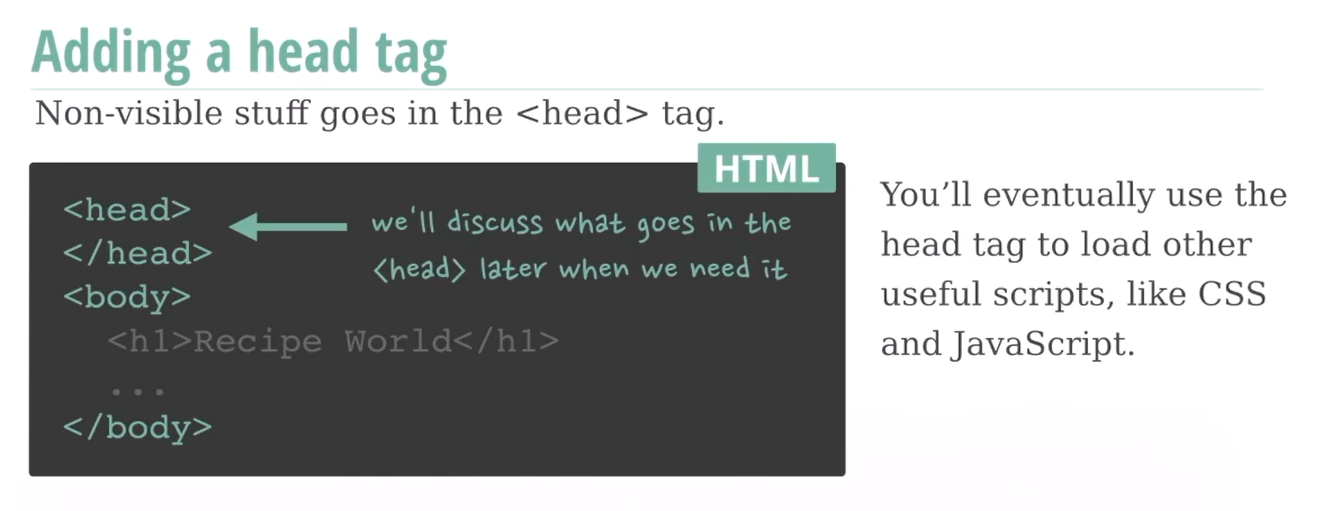 Adding a head tag
Non-visible stuff goes in the <head> tag.
HTML
<head>
</head>
<body>
<h1>Recipe World</h1>
...
</body>
we'll discuss what goes in the
<head> later when we need it
You’ll eventually use the
head tag to load other
useful scripts, like CSS
and JavaScript.